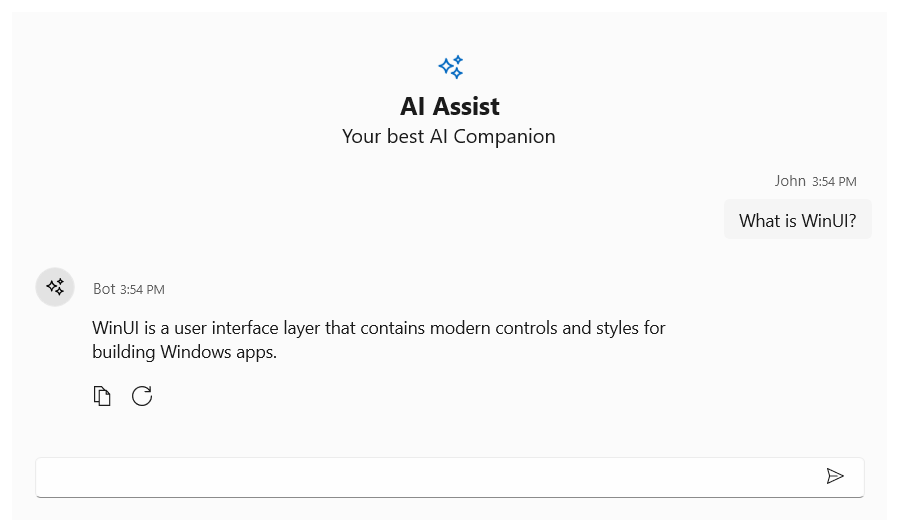 AI Assist
Your best AI Companion
John 3:54 PM
What is WinUI?
Bot 3:54 PM
WinUI is a user interface layer that contains modern controls and styles for
building Windows apps.